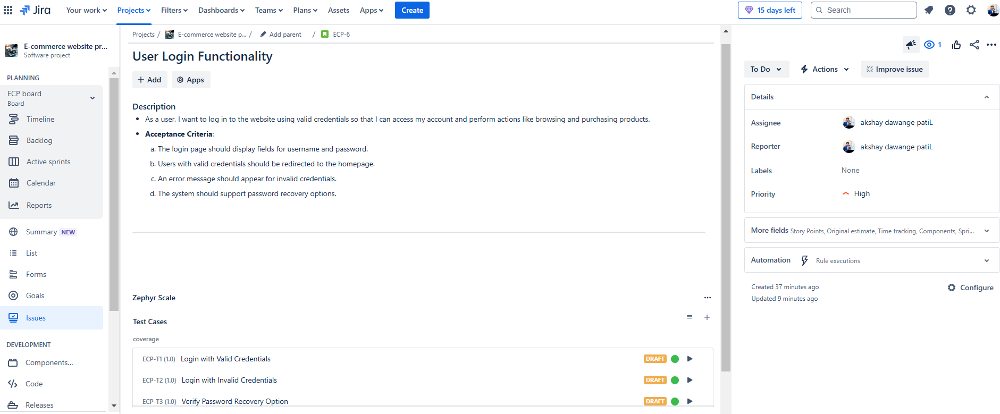 Jira
Your work
Projects
Filters
Dashboards
Teams
Plans
Assets
Apps
Create
15 days left
Search
E-commerce website pr...
Software project
PLANNING
ECP board
Board
Timeline
Backlog
Active sprints
Calendar
Reports
Summary NEW
List
Forms
Goals
Issues
DEVELOPMENT
Components...
Code
Releases
Projects / E-commerce website p... / Add parent / ECP-6
User Login Functionality
Add
Apps
Description
• As a user, I want to log in to the website using valid credentials so that I can access my account and perform actions like browsing and purchasing products.
• Acceptance Criteria:
a. The login page should display fields for username and password.
b. Users with valid credentials should be redirected to the homepage.
c. An error message should appear for invalid credentials.
d. The system should support password recovery options.
Zephyr Scale
Test Cases
coverage
ECP-T1 (1.0) Login with Valid Credentials DRAFT
ECP-T2 (1.0) Login with Invalid Credentials DRAFT
ECP-T3 (1.0) Verify Password Recovery Option DRAFT
1
To Do
Actions
Improve issue
Details
Assignee akshay dawange patiL
Reporter akshay dawange patiL
Labels None
Priority High
More fields Story Points, Original estimate, Time tracking, Components, Spri...
Automation Rule executions
Created 37 minutes ago
Configure
Updated 9 minutes ago